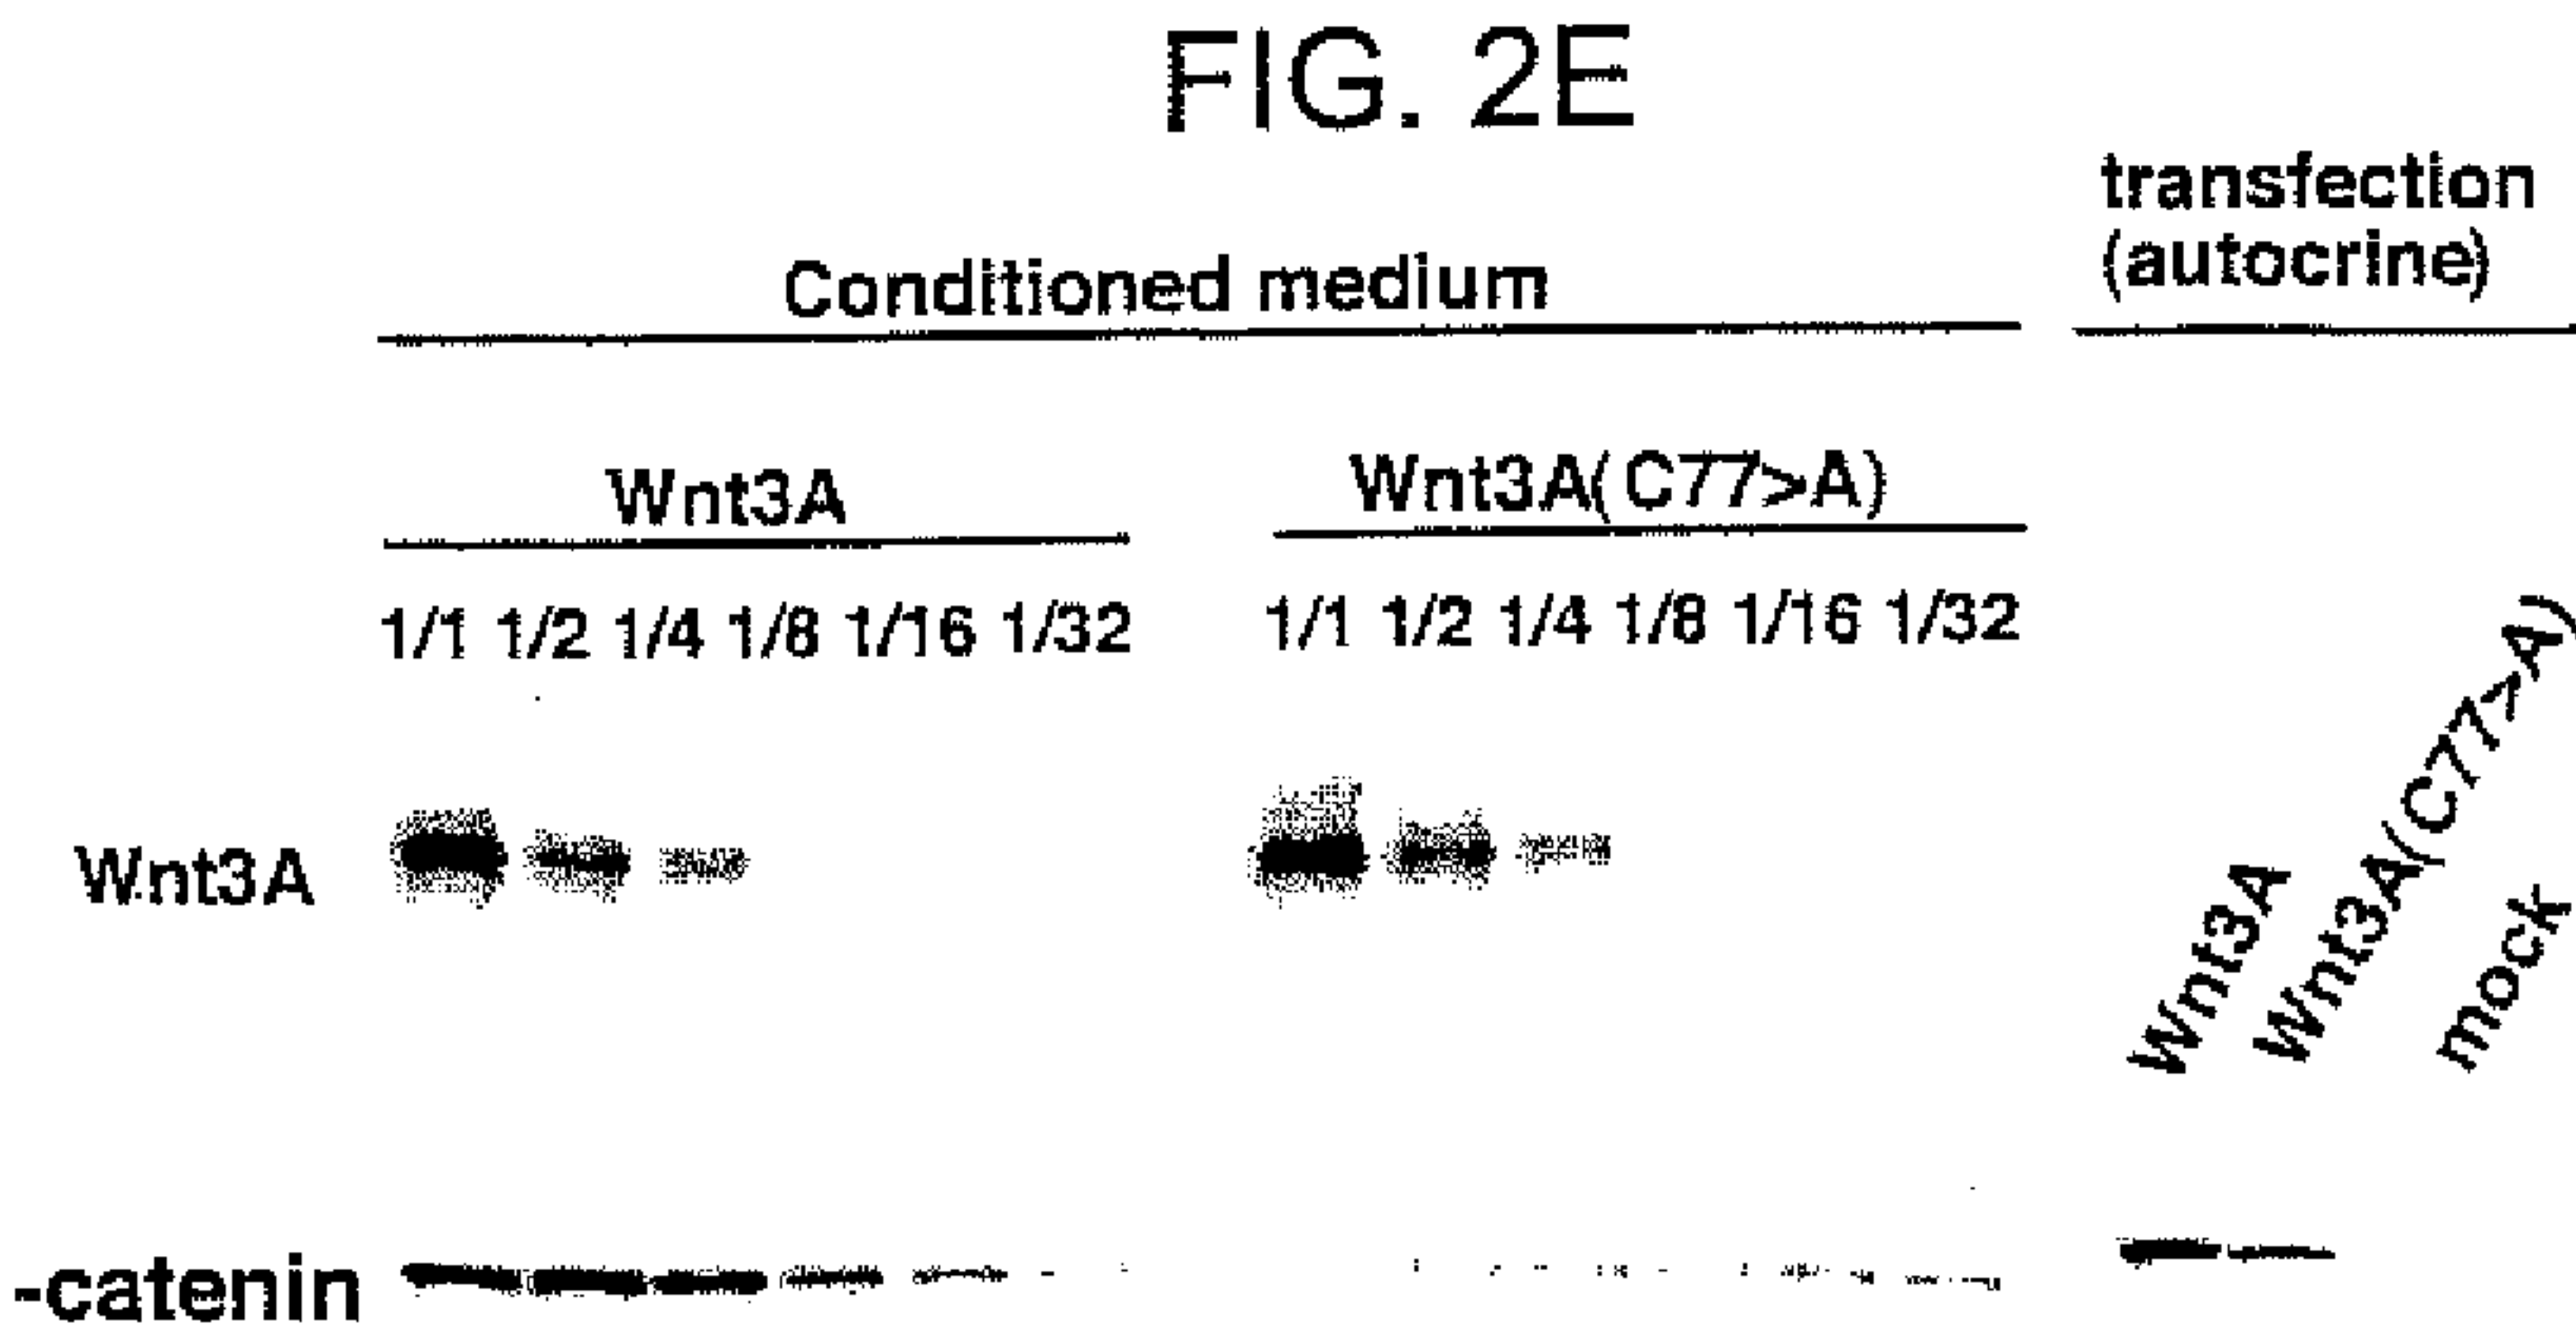 FIG. 2E
transfection
(autocrine)
Conditioned medium
Wnt3A
Wnt3A(C77>A)
1/1 1/2 1/4 1/8 1/16 1/32
1/1 1/2 1/4 1/8 1/16 1/32
Wnt3A
Wnt3A
Wnt3A(C77>A)
mock
-catenin